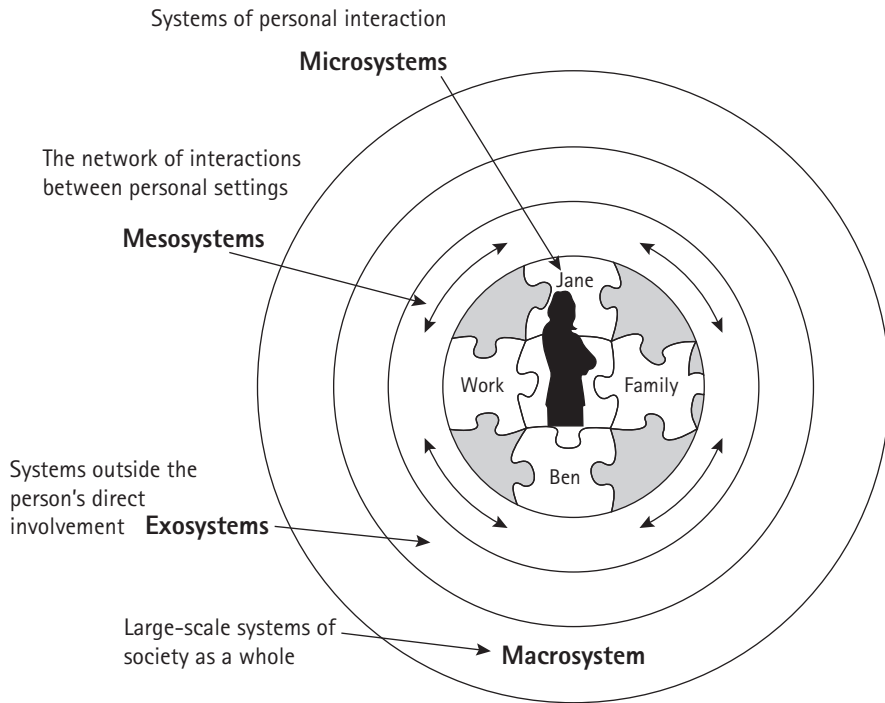 Systems of personal interaction
Microsystems
The network of interactions
between personal settings
Mesosystems
Jane
Work
Family
Ben
Systems outside the
person's direct
involvement Exosystems
Large-scale systems of
society as a whole
Macrosystem